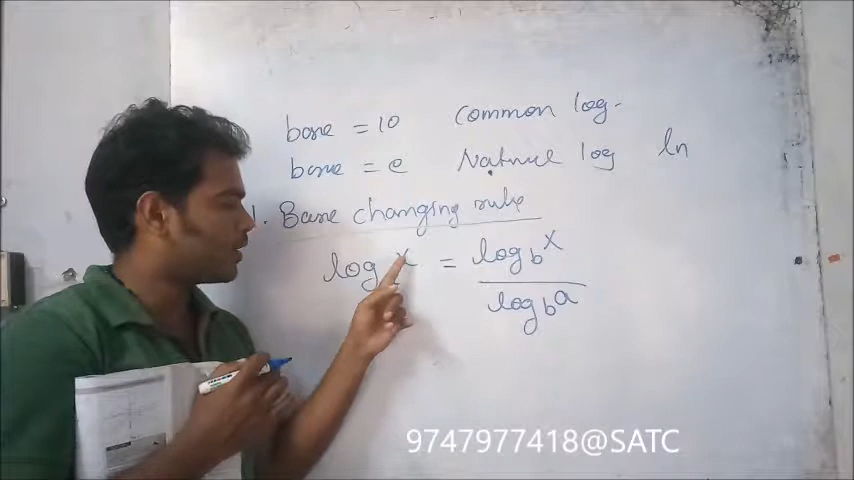 base = 10 Common log.
base = e Natural log ln
1. Base changing rule
log x = log b x
log b a
9747977418@SATC